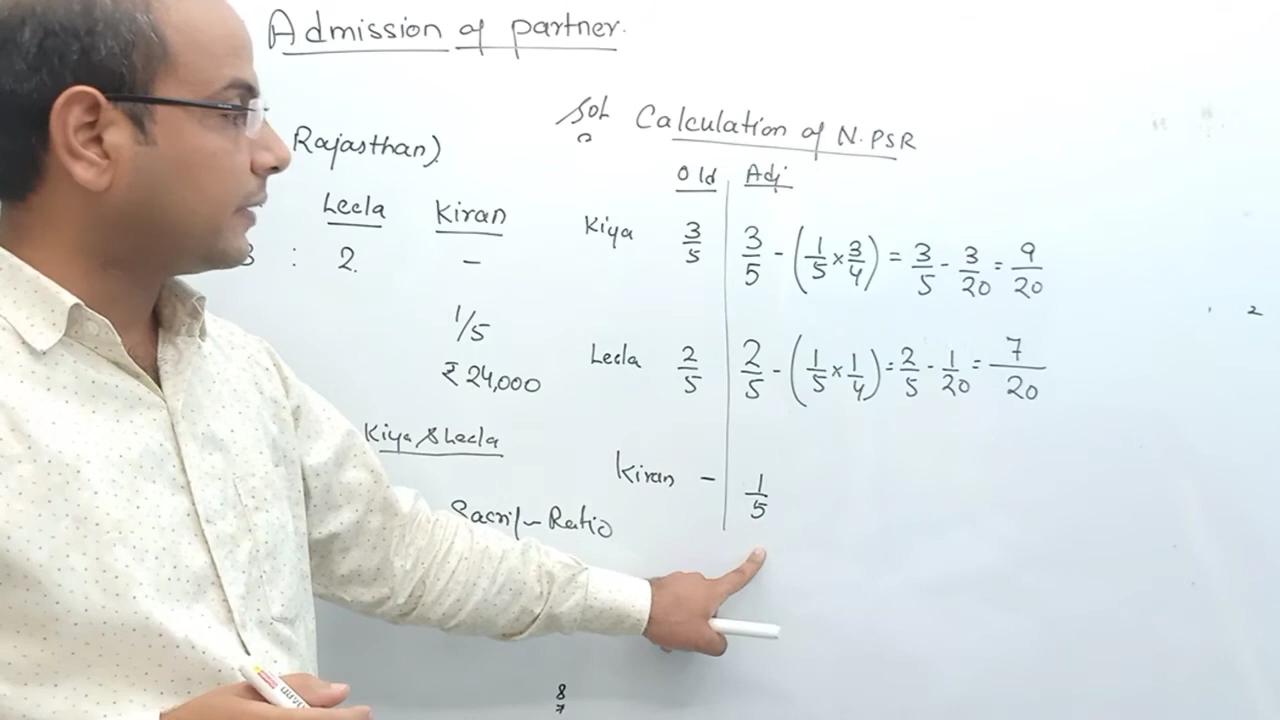 Admission of partner.
Rajasthan)
Leela Kiran
3 : 2. –
1/5
₹24,000
Kiya & Leela
Sacrif– Ratio
Sol Calculation of N.PSR
Old Adj
Kiya 3/5 3/5 - (1/5 × 3/4) = 3/5 - 3/20 = 9/20
Leela 2/5 2/5 - (1/5 × 1/4) = 2/5 - 1/20 = 7/20
Kiran – 1/5
2
8
7